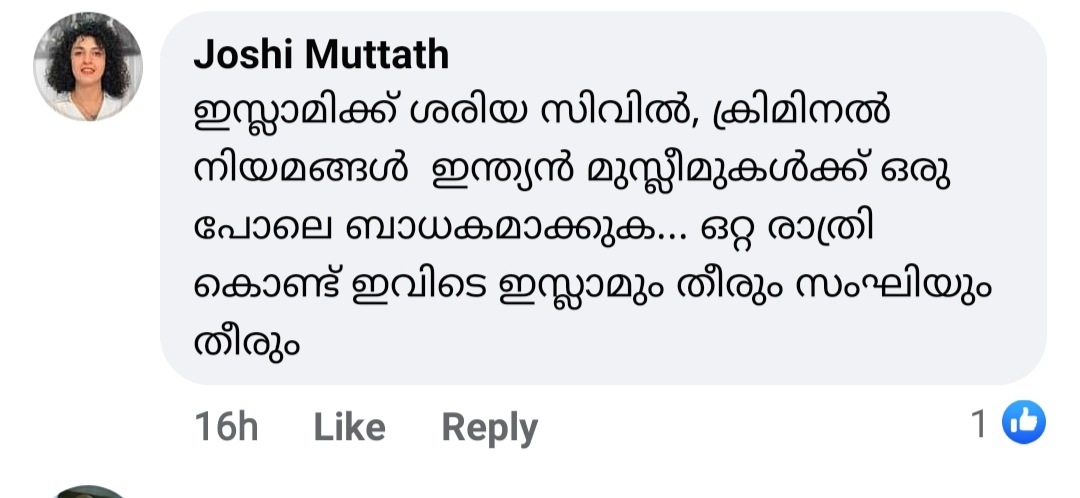 Joshi Muttath
ഇസ്ലാമിക്ക് ശരിയ സിവിൽ, ക്രിമിനൽ
നിയമങ്ങൾ ഇന്ത്യൻ മുസ്ലീമുകൾക്ക് ഒരു
പോലെ ബാധകമാക്കുക... ഒറ്റ രാത്രി
കൊണ്ട് ഇവിടെ ഇസ്ലാമും തീരും സംഘിയും
തീരും
16h Like Reply 1